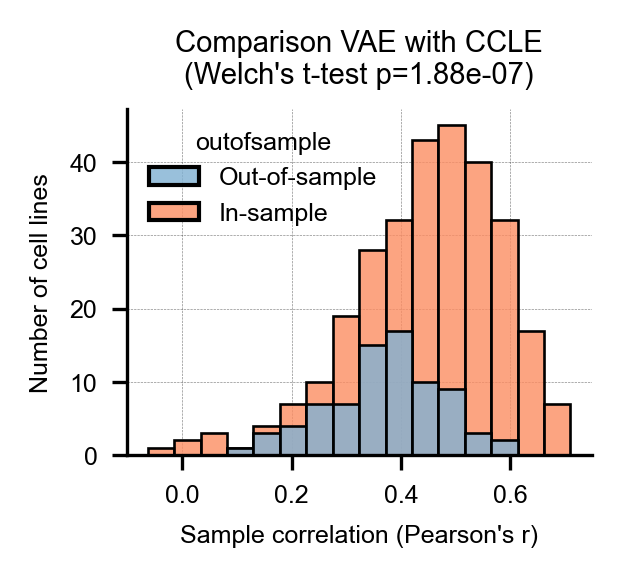 Comparison VAE with CCLE
(Welch's t-test p=1.88e-07)
outofsample
Out-of-sample
In-sample
Number of cell lines
40
30
20
10
0
0.0
0.2
0.4
0.6
Sample correlation (Pearson's r)